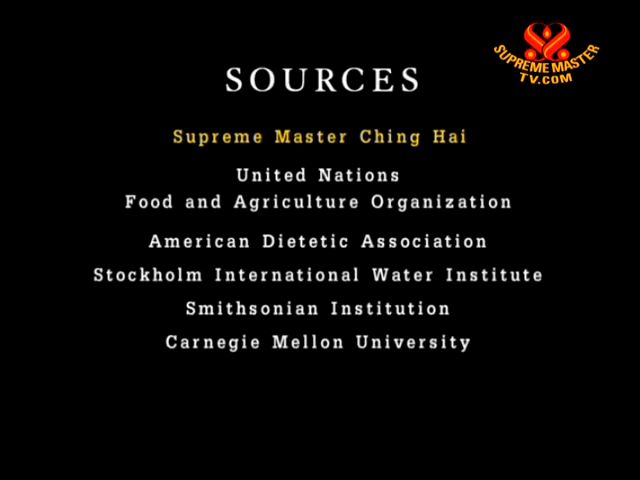 SUPREME MASTER
TV.COM
SOURCES
Supreme Master Ching Hai
United Nations
Food and Agriculture Organization
American Dietetic Association
Stockholm International Water Institute
Smithsonian Institution
Carnegie Mellon University